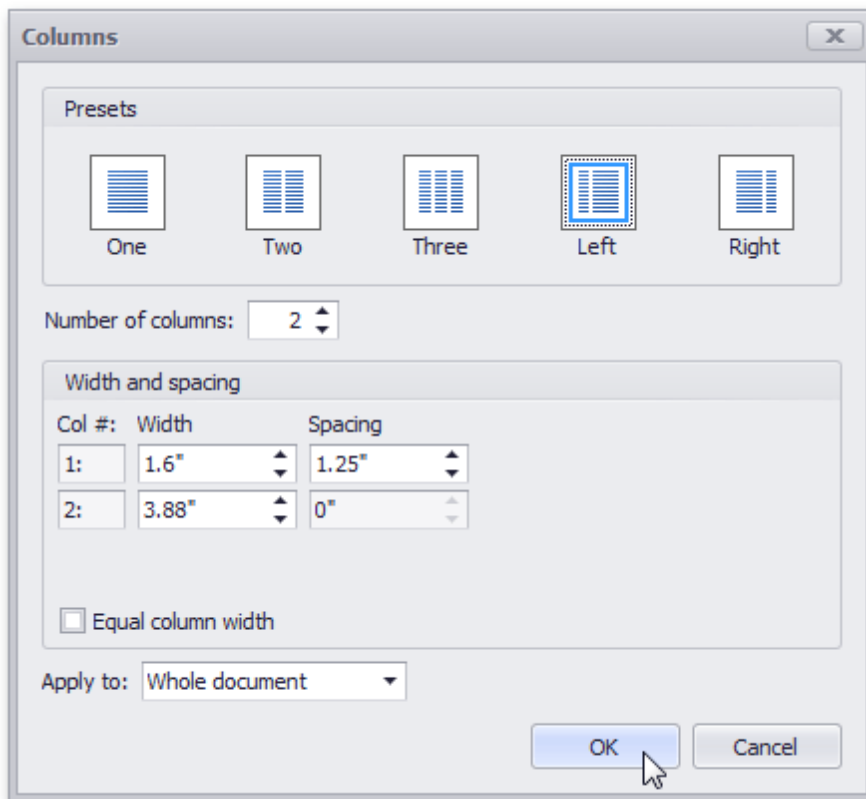 Columns
Presets
One Two Three Left Right
Number of columns: 2
Width and spacing
Col #: Width Spacing
1: 1.6" 1.25"
2: 3.88" 0"
Equal column width
Apply to: Whole document
OK Cancel